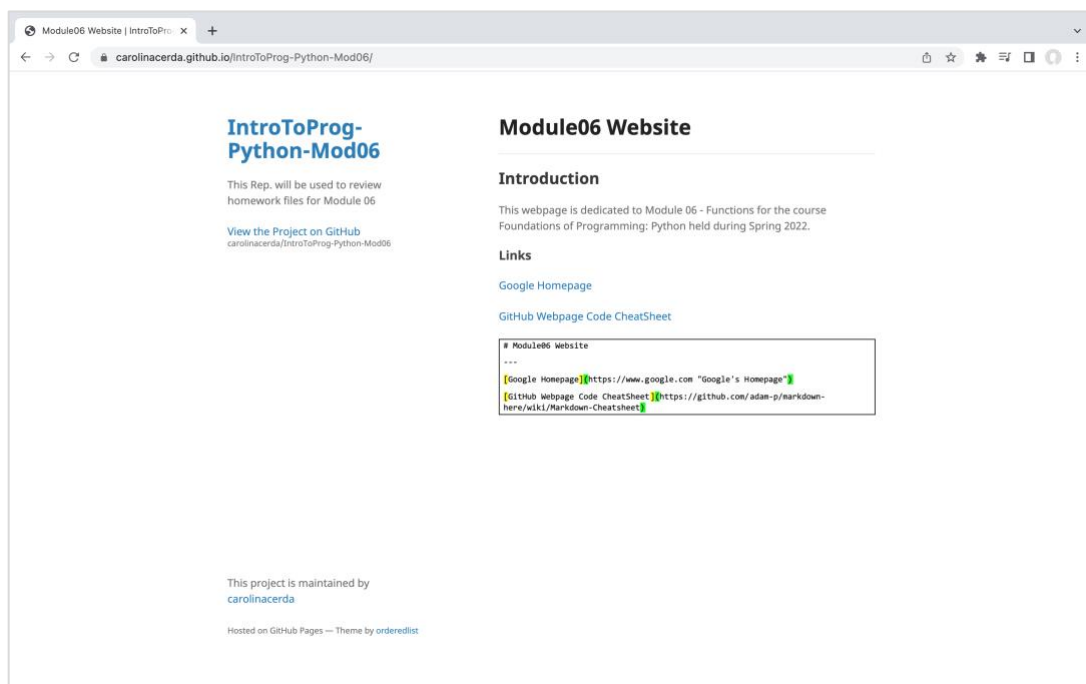 Module06 Website | IntroToPro
carolinacerda.github.io/IntroToProg-Python-Mod06/
IntroToProg-
Python-Mod06
This Rep. will be used to review
homework files for Module 06
View the Project on GitHub
carolinacerda/IntroToProg-Python-Mod06
This project is maintained by
carolinacerda
Hosted on GitHub Pages — Theme by orderedlist
Module06 Website
Introduction
This webpage is dedicated to Module 06 - Functions for the course
Foundations of Programming: Python held during Spring 2022.
Links
Google Homepage
GitHub Webpage Code CheatSheet
# Module06 Website
---
[Google Homepage](https://www.google.com "Google's Homepage")
[GitHub Webpage Code CheatSheet](https://github.com/adam-p/markdown-
here/wiki/Markdown-Cheatsheet)